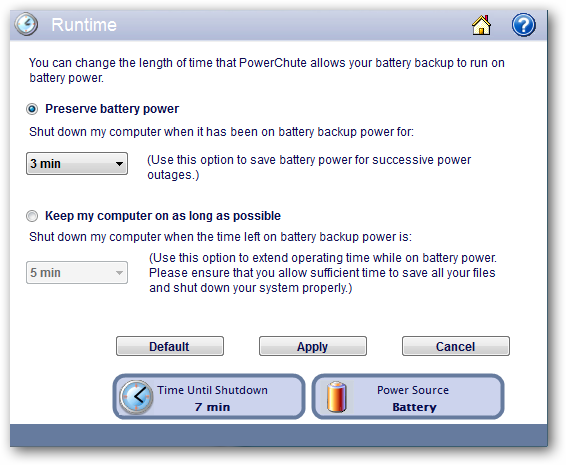 Runtime
You can change the length of time that PowerChute allows your battery backup to run on
battery power.
Preserve battery power
Shut down my computer when it has been on battery backup power for:
3 min
(Use this option to save battery power for successive power
outages.)
Keep my computer on as long as possible
Shut down my computer when the time left on battery backup power is:
5 min
(Use this option to extend operating time while on battery power.
Please ensure that you allow sufficient time to save all your files
and shut down your system properly.)
Default Apply Cancel
Time Until Shutdown
7 min
Power Source
Battery